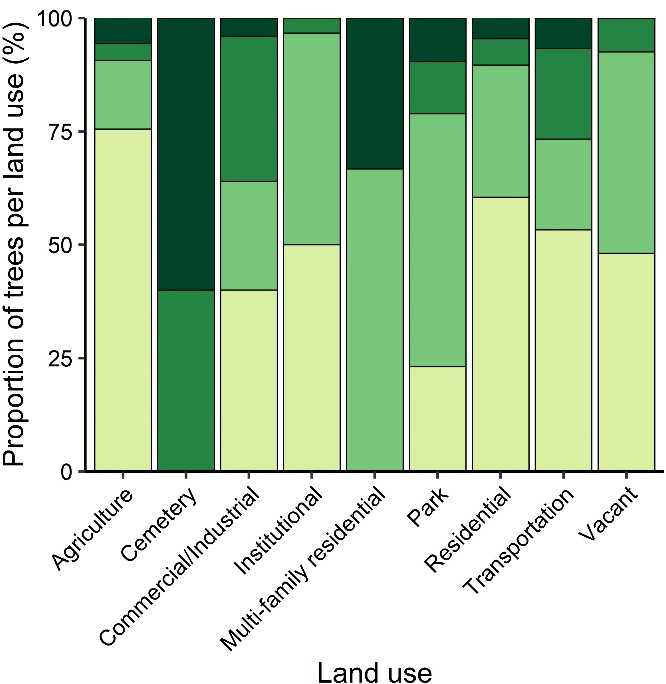 Proportion of trees per land use (%)
100
75
50
25
0
Agriculture
Cemetery
Commercial/Industrial
Institutional
Multi-family residential
Park
Residential
Transportation
Vacant
Land use